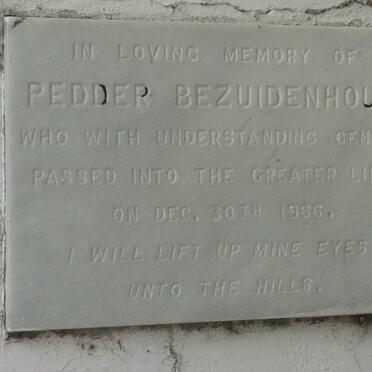 IN LOVING MEMORY OF
PEDDER BEZUIDENHOU
WHO WITH UNDERSTANDING GEN
PASSED INTO THE GREATER LI
ON DEC. 30TH 1966.
I WILL LIFT UP MINE EYES
UNTO THE HILLS.